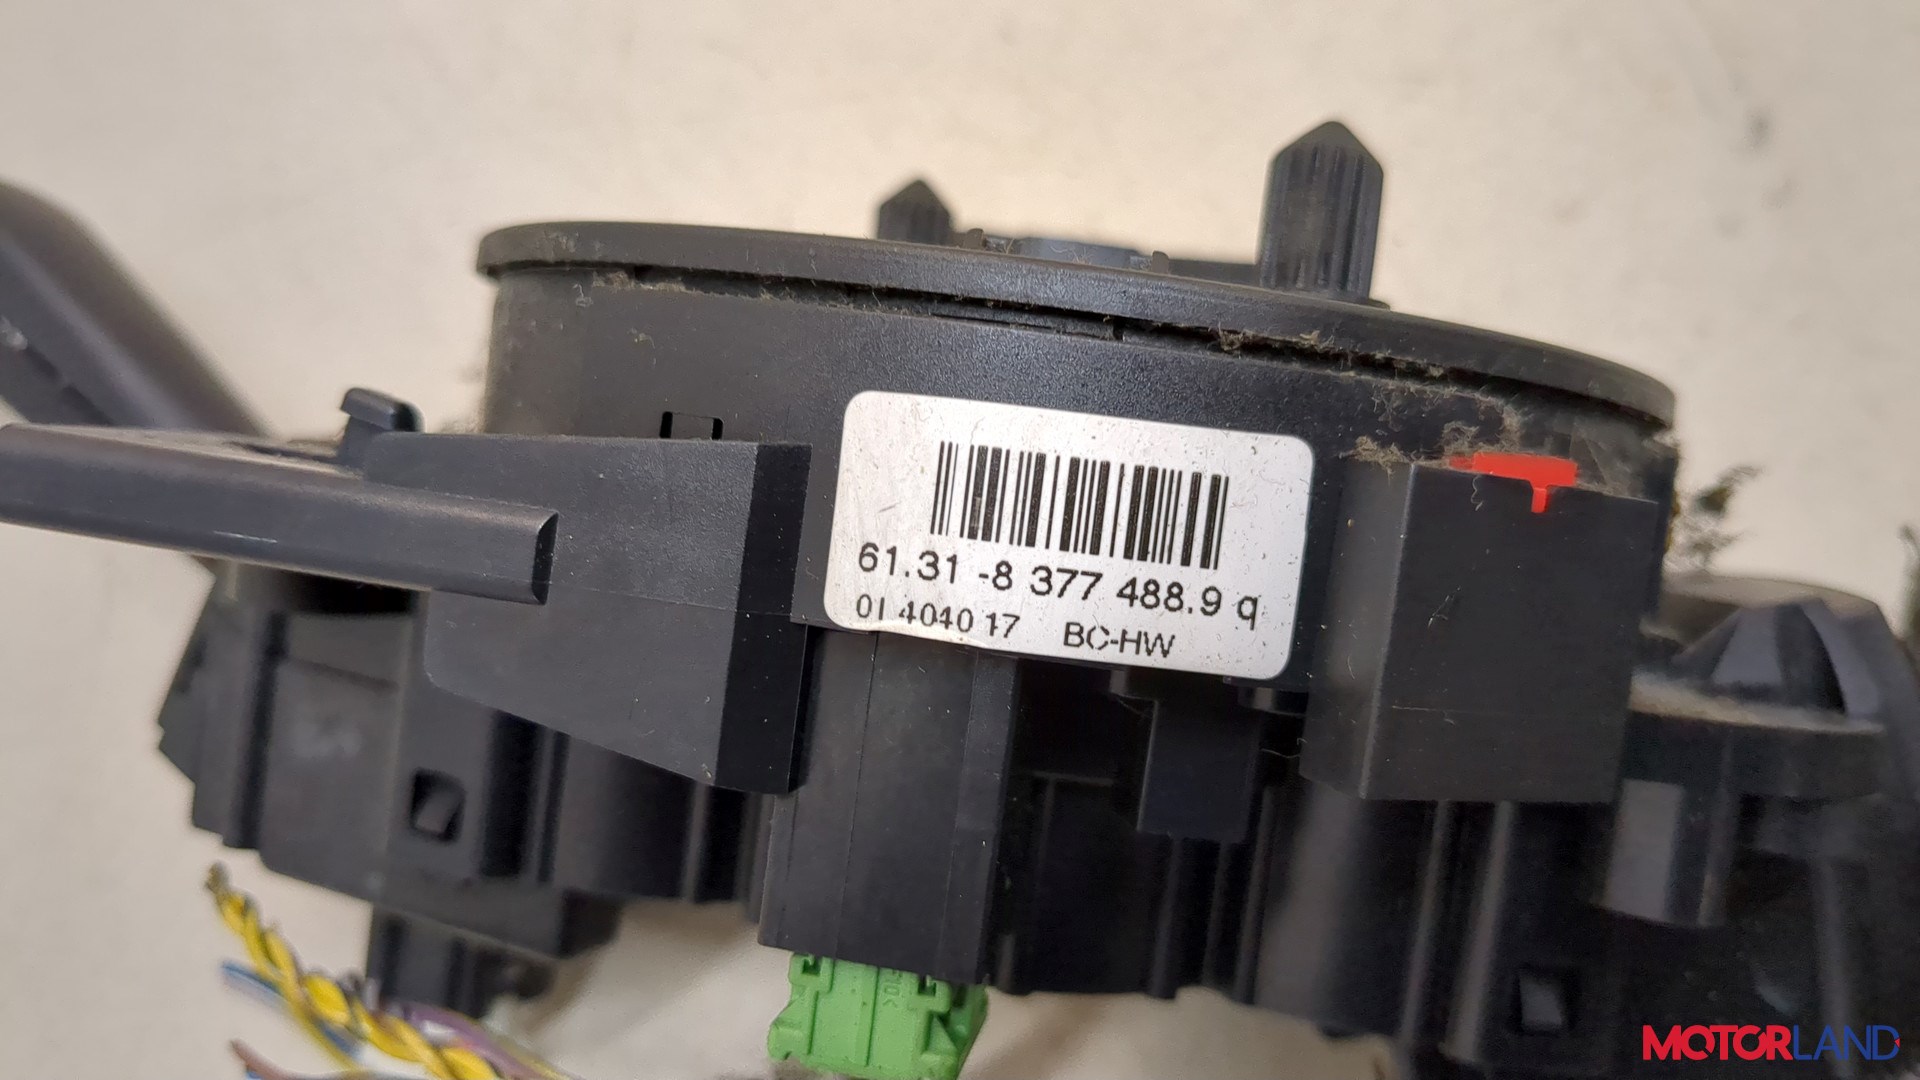 61.31 -8 377 488.9 q
01 4040 17 BC-HW
MOTORLAND